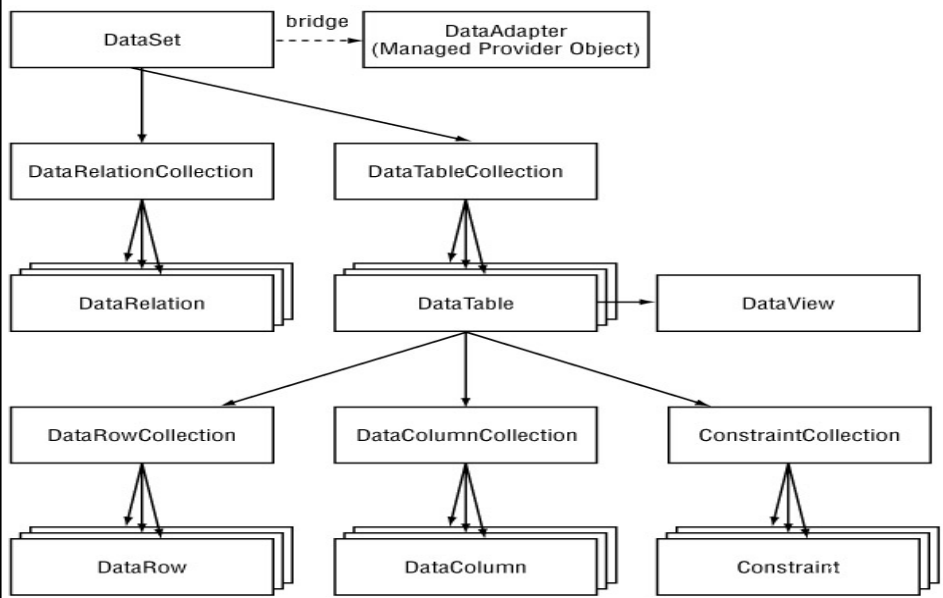 DataSet
bridge
DataAdapter
(Managed Provider Object)
DataRelationCollection
DataTableCollection
DataRelation
DataTable
DataView
DataRowCollection
DataColumnCollection
ConstraintCollection
DataRow
DataColumn
Constraint